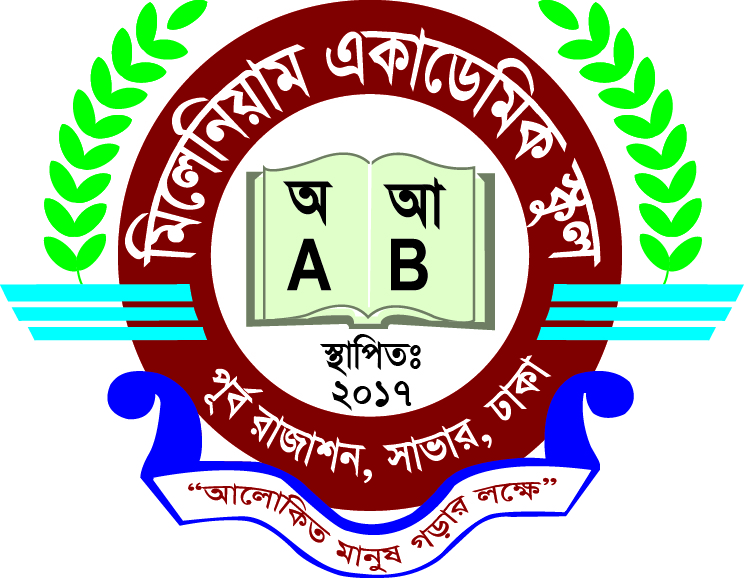 মিলেনিয়াম একাডেমিক স্কুল
অ আ
A B
স্থাপিতঃ
২০১৭
পূর্ব রাজাশন, সাভার, ঢাকা
“আলোকিত মানুষ গড়ার লক্ষে”